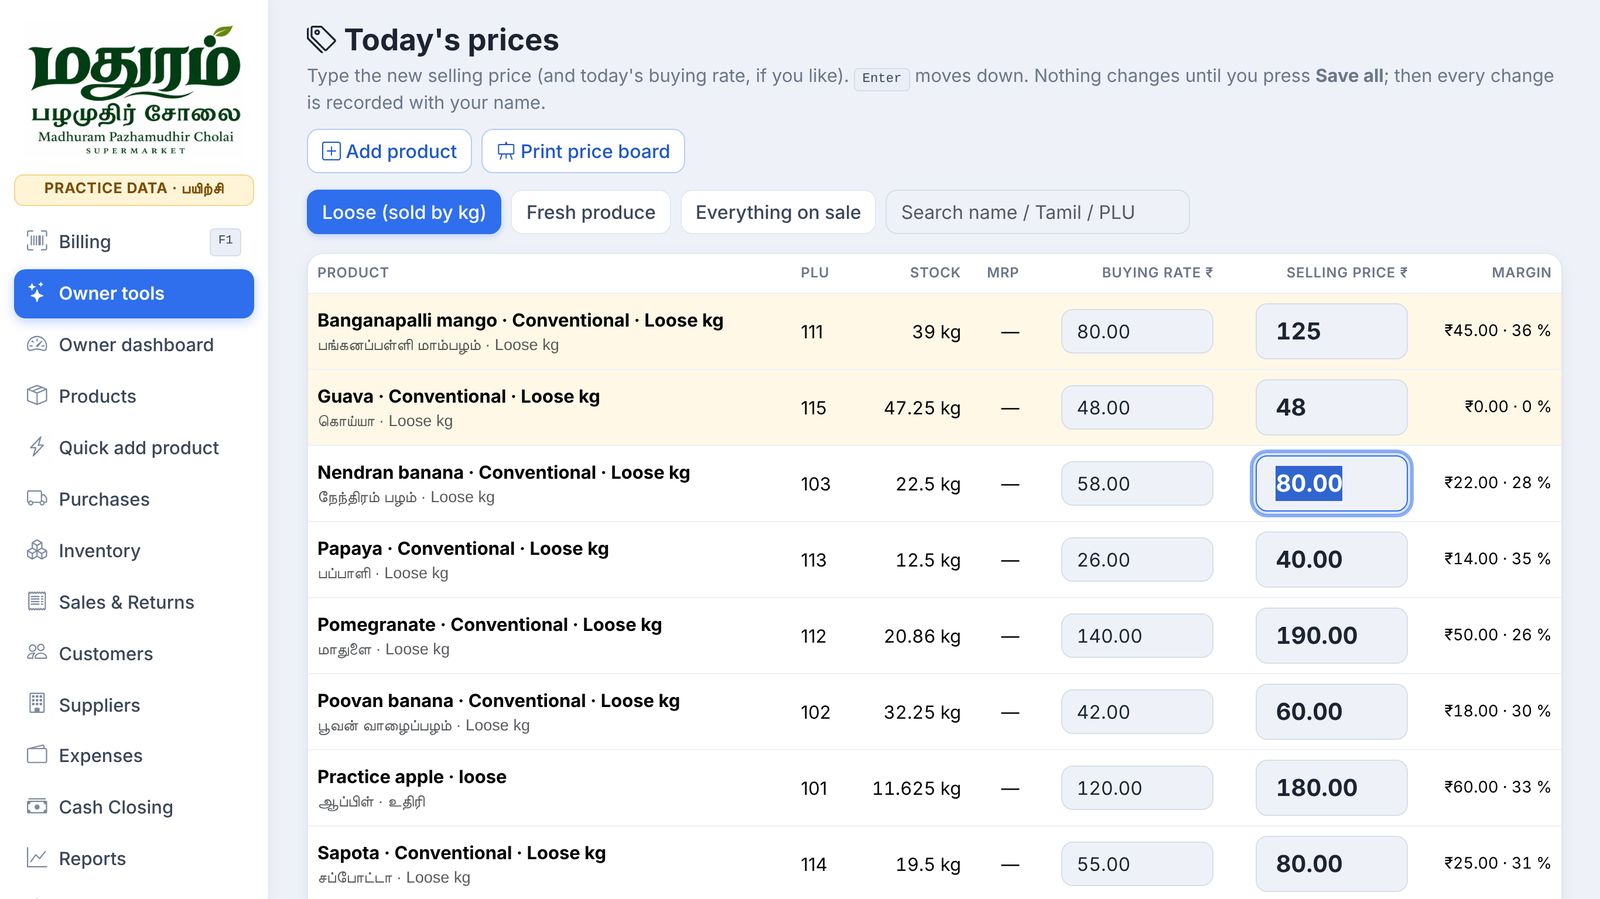 மதுரம்
பழமுதிர் சோலை
Madhuram Pazhamudhir Cholai
SUPERMARKET
PRACTICE DATA · பயிற்சி
Billing F1
Owner tools
Owner dashboard
Products
Quick add product
Purchases
Inventory
Sales & Returns
Customers
Suppliers
Expenses
Cash Closing
Reports
Today's prices
Type the new selling price (and today's buying rate, if you like). Enter moves down. Nothing changes until you press Save all; then every change
is recorded with your name.
Add product Print price board
Loose (sold by kg) Fresh produce Everything on sale Search name / Tamil / PLU
PRODUCT PLU STOCK MRP BUYING RATE ₹ SELLING PRICE ₹ MARGIN
Banganapalli mango · Conventional · Loose kg 111 39 kg — 80.00 125 ₹45.00 · 36 %
பங்கனப்பள்ளி மாம்பழம் · Loose kg
Guava · Conventional · Loose kg 115 47.25 kg — 48.00 48 ₹0.00 · 0 %
கொய்யா · Loose kg
Nendran banana · Conventional · Loose kg 103 22.5 kg — 58.00 80.00 ₹22.00 · 28 %
நேந்திரம் பழம் · Loose kg
Papaya · Conventional · Loose kg 113 12.5 kg — 26.00 40.00 ₹14.00 · 35 %
பப்பாளி · Loose kg
Pomegranate · Conventional · Loose kg 112 20.86 kg — 140.00 190.00 ₹50.00 · 26 %
மாதுளை · Loose kg
Poovan banana · Conventional · Loose kg 102 32.25 kg — 42.00 60.00 ₹18.00 · 30 %
பூவன் வாழைப்பழம் · Loose kg
Practice apple · loose 101 11.625 kg — 120.00 180.00 ₹60.00 · 33 %
ஆப்பிள் · உதிரி
Sapota · Conventional · Loose kg 114 19.5 kg — 55.00 80.00 ₹25.00 · 31 %
சப்போட்டா · Loose kg